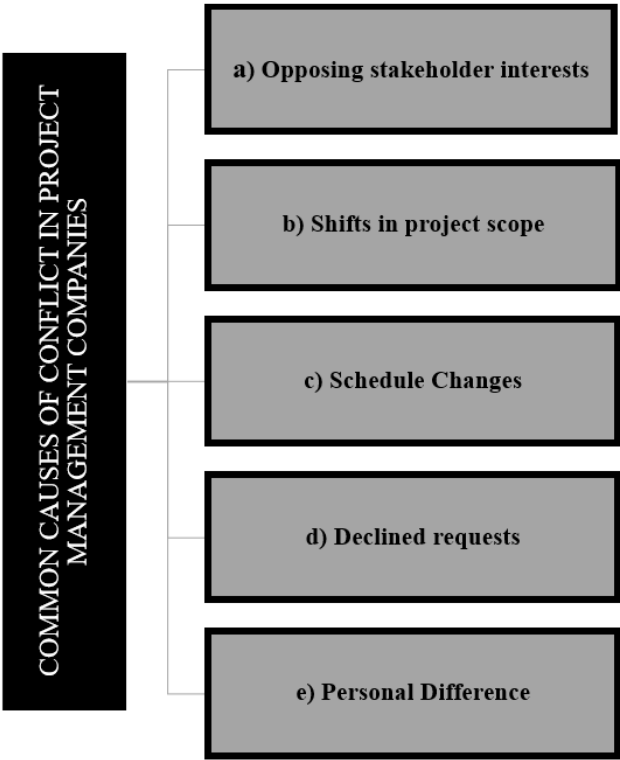 COMMON CAUSES OF CONFLICT IN PROJECT
MANAGEMENT COMPANIES
a) Opposing stakeholder interests
b) Shifts in project scope
c) Schedule Changes
d) Declined requests
e) Personal Difference